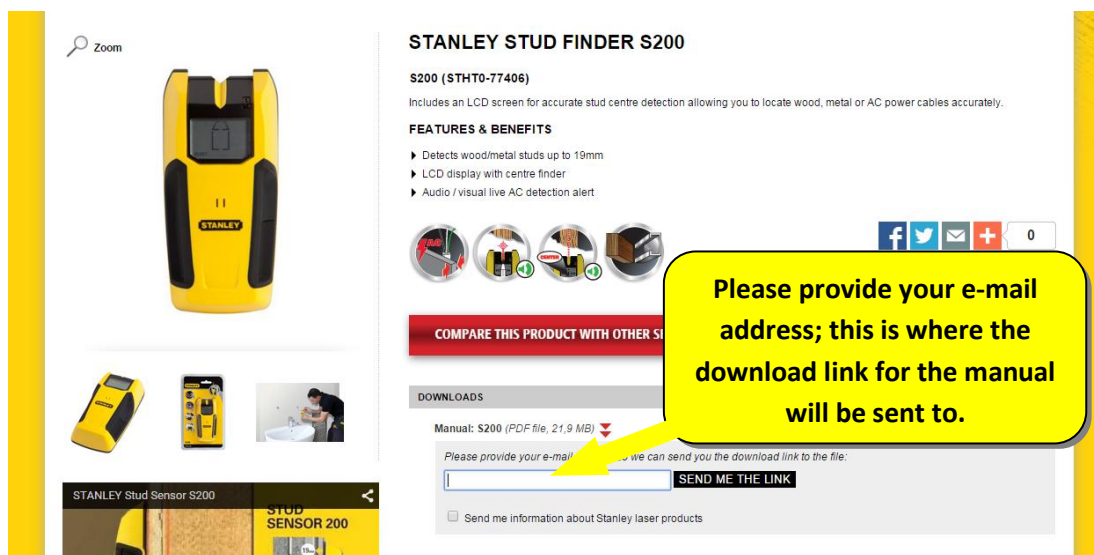 Zoom
STANLEY STUD FINDER S200
S200 (STHT0-77406)
Includes an LCD screen for accurate stud centre detection allowing you to locate wood, metal or AC power cables accurately.
FEATURES & BENEFITS
Detects wood/metal studs up to 19mm
LCD display with centre finder
Audio / visual live AC detection alert
STANLEY
AC
CENTER
0
Please provide your e-mail
address; this is where the
download link for the manual
will be sent to.
COMPARE THIS PRODUCT WITH OTHER
DOWNLOADS
Manual: S200 (PDF file, 21,9 MB)
Please provide your e-mail we can send you the download link to the file:
SEND ME THE LINK
Send me information about Stanley laser products
STANLEY Stud Sensor S200
STUD
SENSOR 200
19mm